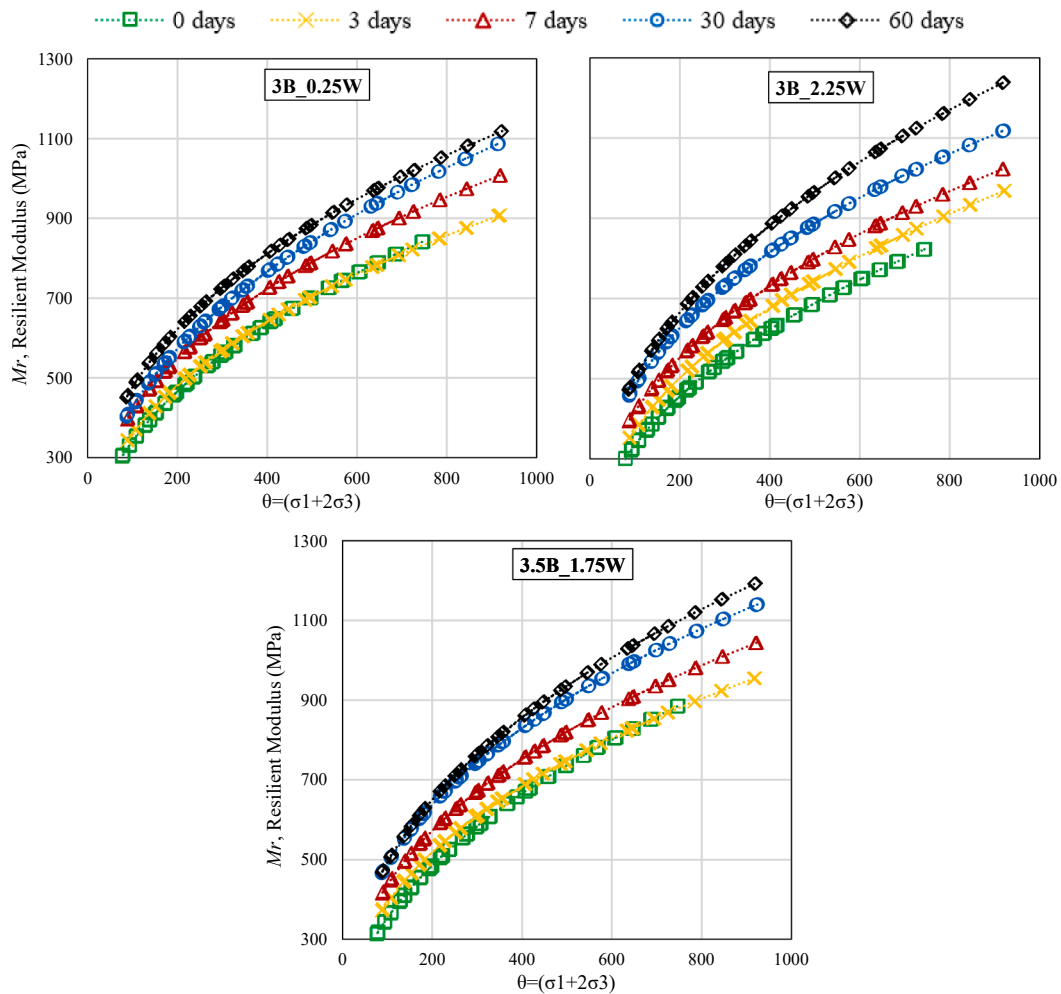 0 days 3 days 7 days 30 days 60 days
3B_0.25W
Mr, Resilient Modulus (MPa)
1300
1100
900
700
500
300
0 200 400 600 800 1000
θ=(σ1+2σ3)
3B_2.25W
0 200 400 600 800 1000
θ=(σ1+2σ3)
3.5B_1.75W
Mr, Resilient Modulus (MPa)
1300
1100
900
700
500
300
0 200 400 600 800 1000
θ=(σ1+2σ3)